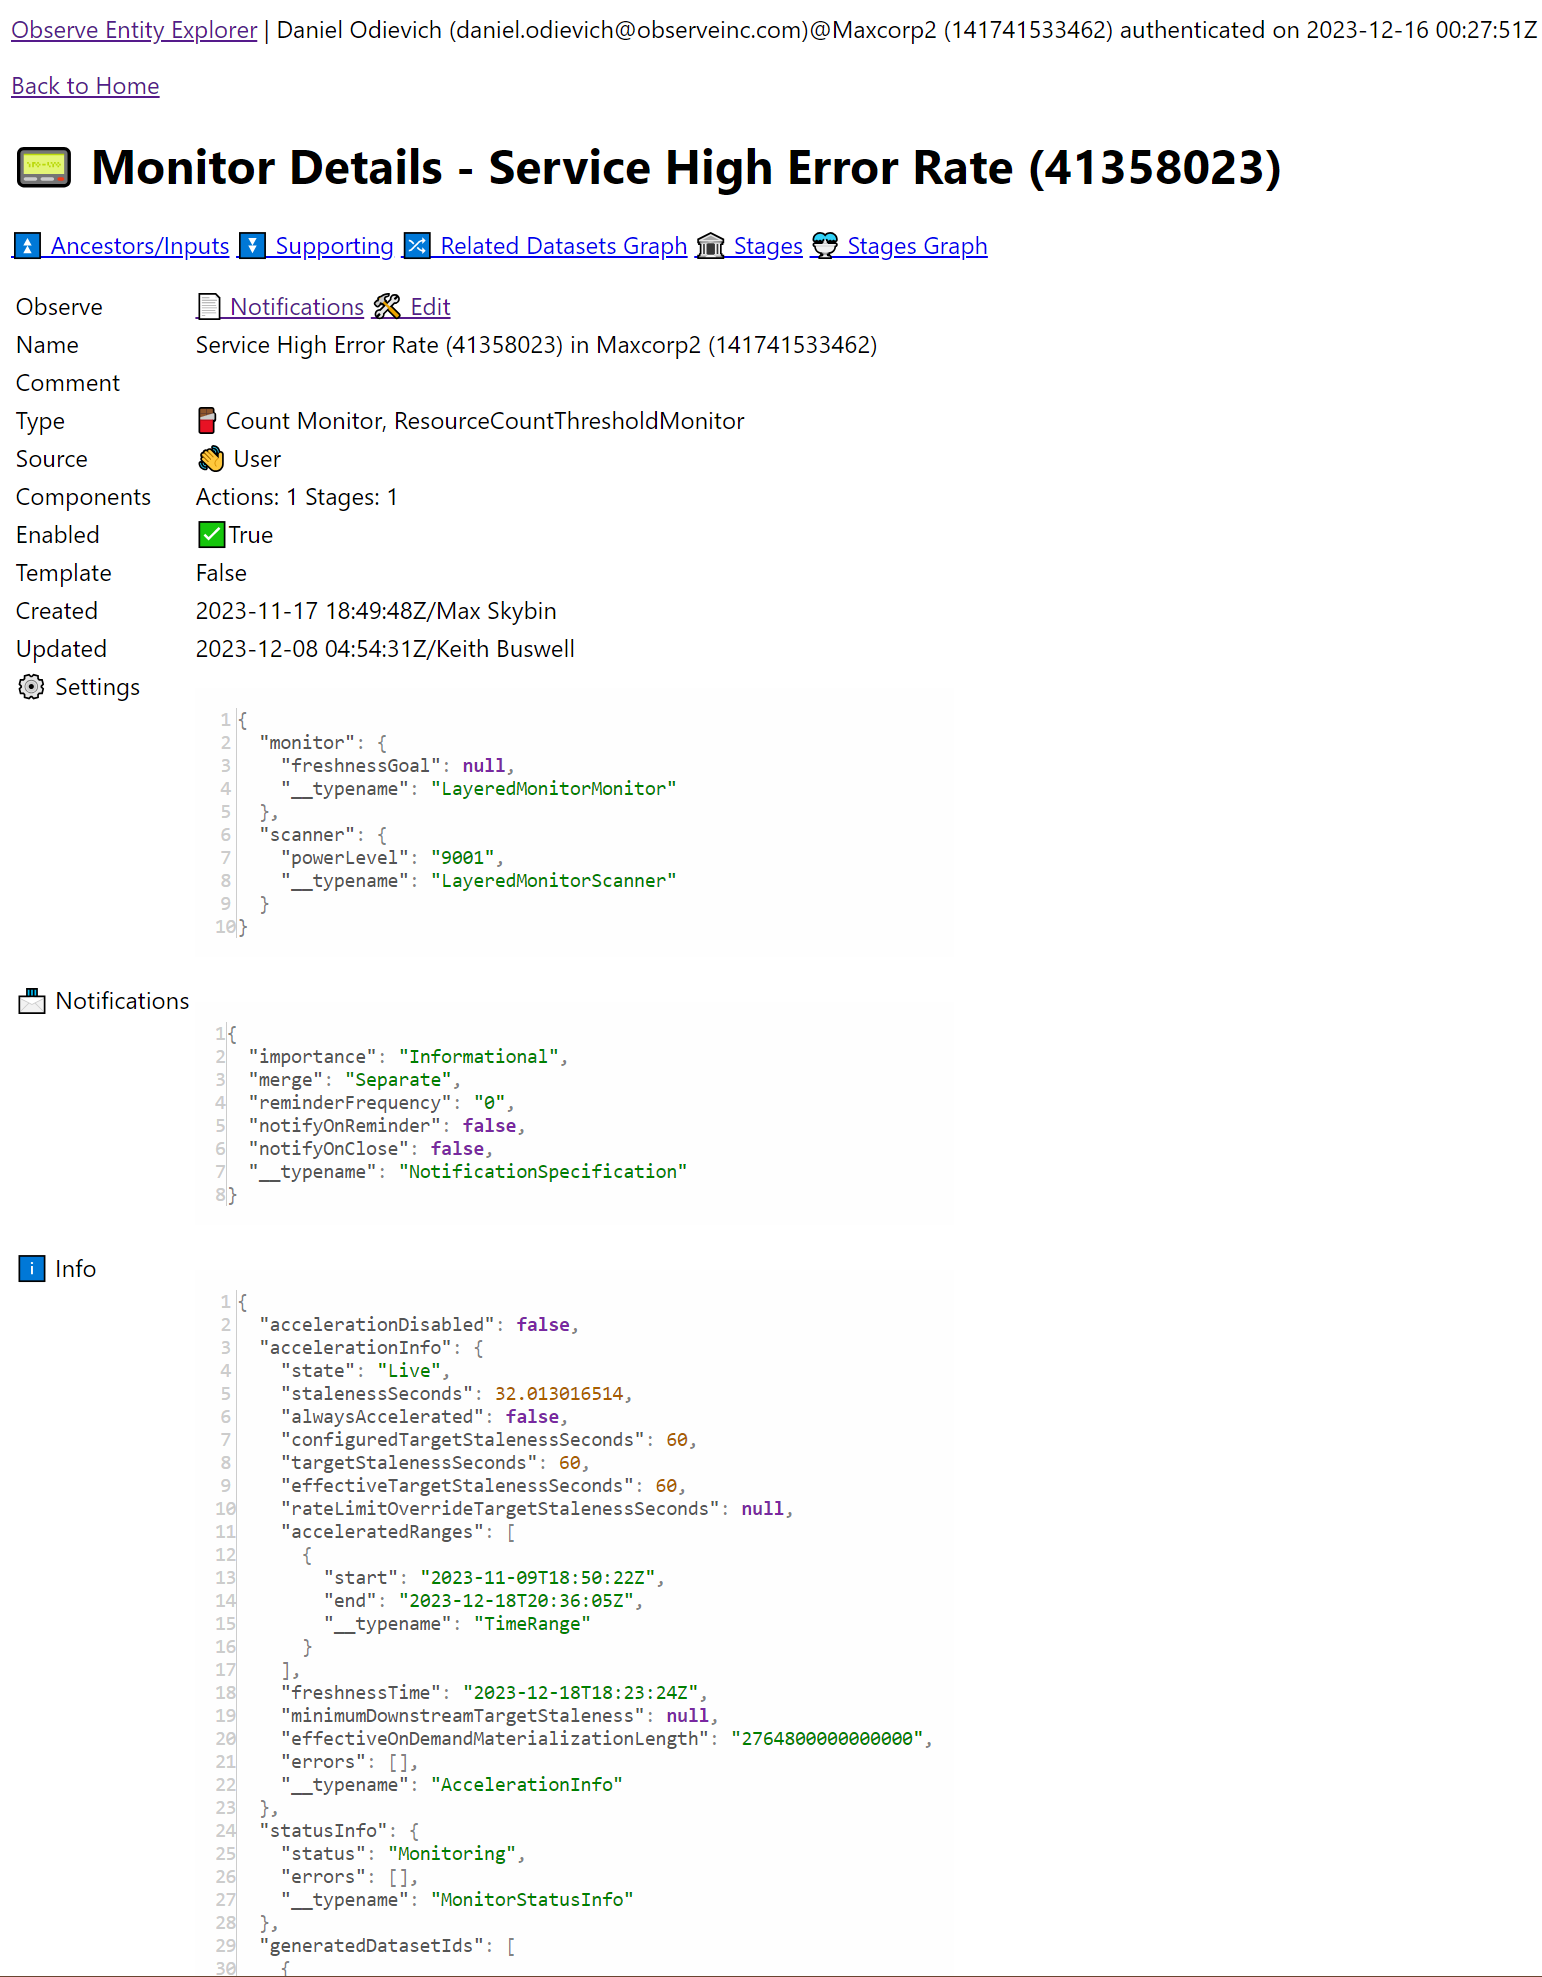 Observe Entity Explorer | Daniel Odievich (daniel.odievich@observeinc.com)@Maxcorp2 (141741533462) authenticated on 2023-12-16 00:27:51Z
Back to Home
Monitor Details - Service High Error Rate (41358023)
Ancestors/Inputs Supporting Related Datasets Graph Stages Stages Graph
Observe Notifications Edit
Name Service High Error Rate (41358023) in Maxcorp2 (141741533462)
Comment
Type Count Monitor, ResourceCountThresholdMonitor
Source User
Components Actions: 1 Stages: 1
Enabled True
Template False
Created 2023-11-17 18:49:48Z/Max Skybin
Updated 2023-12-08 04:54:31Z/Keith Buswell
Settings
1 {
2 "monitor": {
3 "freshnessGoal": null,
4 "__typename": "LayeredMonitorMonitor"
5 },
6 "scanner": {
7 "powerLevel": "9001",
8 "__typename": "LayeredMonitorScanner"
9 }
10 }
Notifications
1 {
2 "importance": "Informational",
3 "merge": "Separate",
4 "reminderFrequency": "0",
5 "notifyOnReminder": false,
6 "notifyOnClose": false,
7 "__typename": "NotificationSpecification"
8 }
Info
1 {
2 "accelerationDisabled": false,
3 "accelerationInfo": {
4 "state": "Live",
5 "stalenessSeconds": 32.013016514,
6 "alwaysAccelerated": false,
7 "configuredTargetStalenessSeconds": 60,
8 "targetStalenessSeconds": 60,
9 "effectiveTargetStalenessSeconds": 60,
10 "rateLimitOverrideTargetStalenessSeconds": null,
11 "acceleratedRanges": [
12 {
13 "start": "2023-11-09T18:50:22Z",
14 "end": "2023-12-18T20:36:05Z",
15 "__typename": "TimeRange"
16 }
17 ],
18 "freshnessTime": "2023-12-18T18:23:24Z",
19 "minimumDownstreamTargetStaleness": null,
20 "effectiveOnDemandMaterializationLength": "2764800000000000",
21 "errors": [],
22 "__typename": "AccelerationInfo"
23 },
24 "statusInfo": {
25 "status": "Monitoring",
26 "errors": [],
27 "__typename": "MonitorStatusInfo"
28 },
29 "generatedDatasetIds": [
30 {